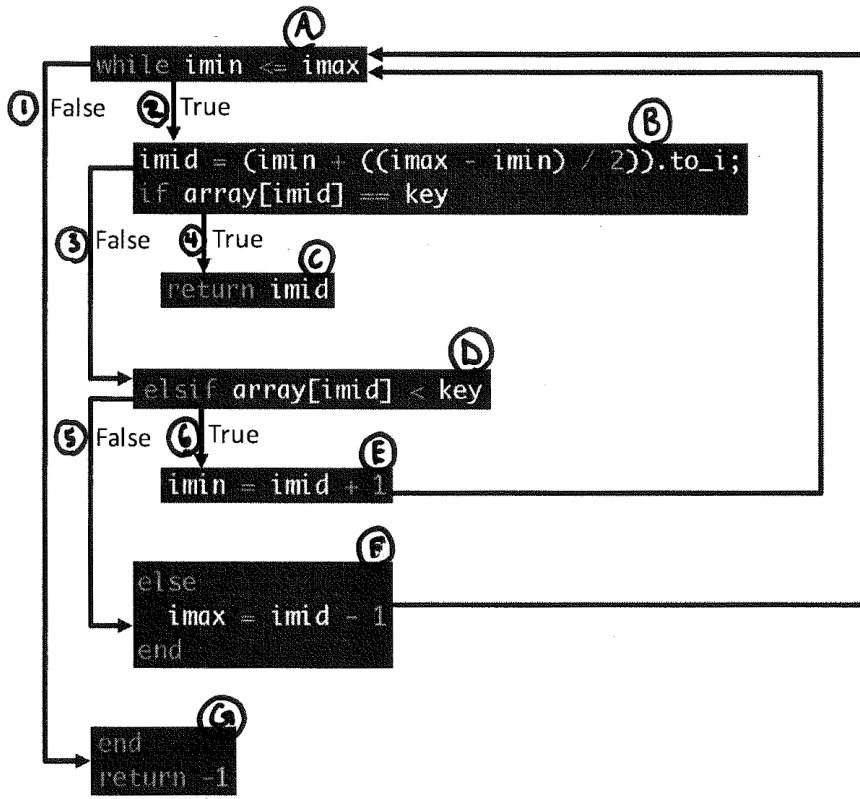 A
while imin <= imax
1 False 2 True
B
imid = (imin + ((imax - imin) / 2)).to_i;
if array[imid] == key
3 False 4 True
C
return imid
D
elsif array[imid] < key
5 False 6 True
E
imin = imid + 1
F
else
imax = imid - 1
end
G
end
return -1